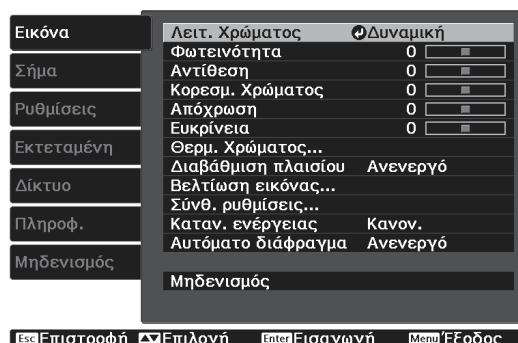 Εικόνα
Σήμα
Ρυθμίσεις
Εκτεταμένη
Δίκτυο
Πληροφ.
Μηδενισμός
Λειτ. Χρώματος Δυναμική
Φωτεινότητα 0
Αντίθεση 0
Κορεσμ. Χρώματος 0
Απόχρωση 0
Ευκρίνεια 0
Θερμ. Χρώματος...
Διαβάθμιση πλαισίου Ανενεργό
Βελτίωση εικόνας...
Σύνθ. ρυθμίσεις...
Καταν. ενέργειας Κανον.
Αυτόματο διάφραγμα Ανενεργό
Μηδενισμός
Esc Επιστροφή Επιλογή Enter Εισαγωγή Menu Έξοδος